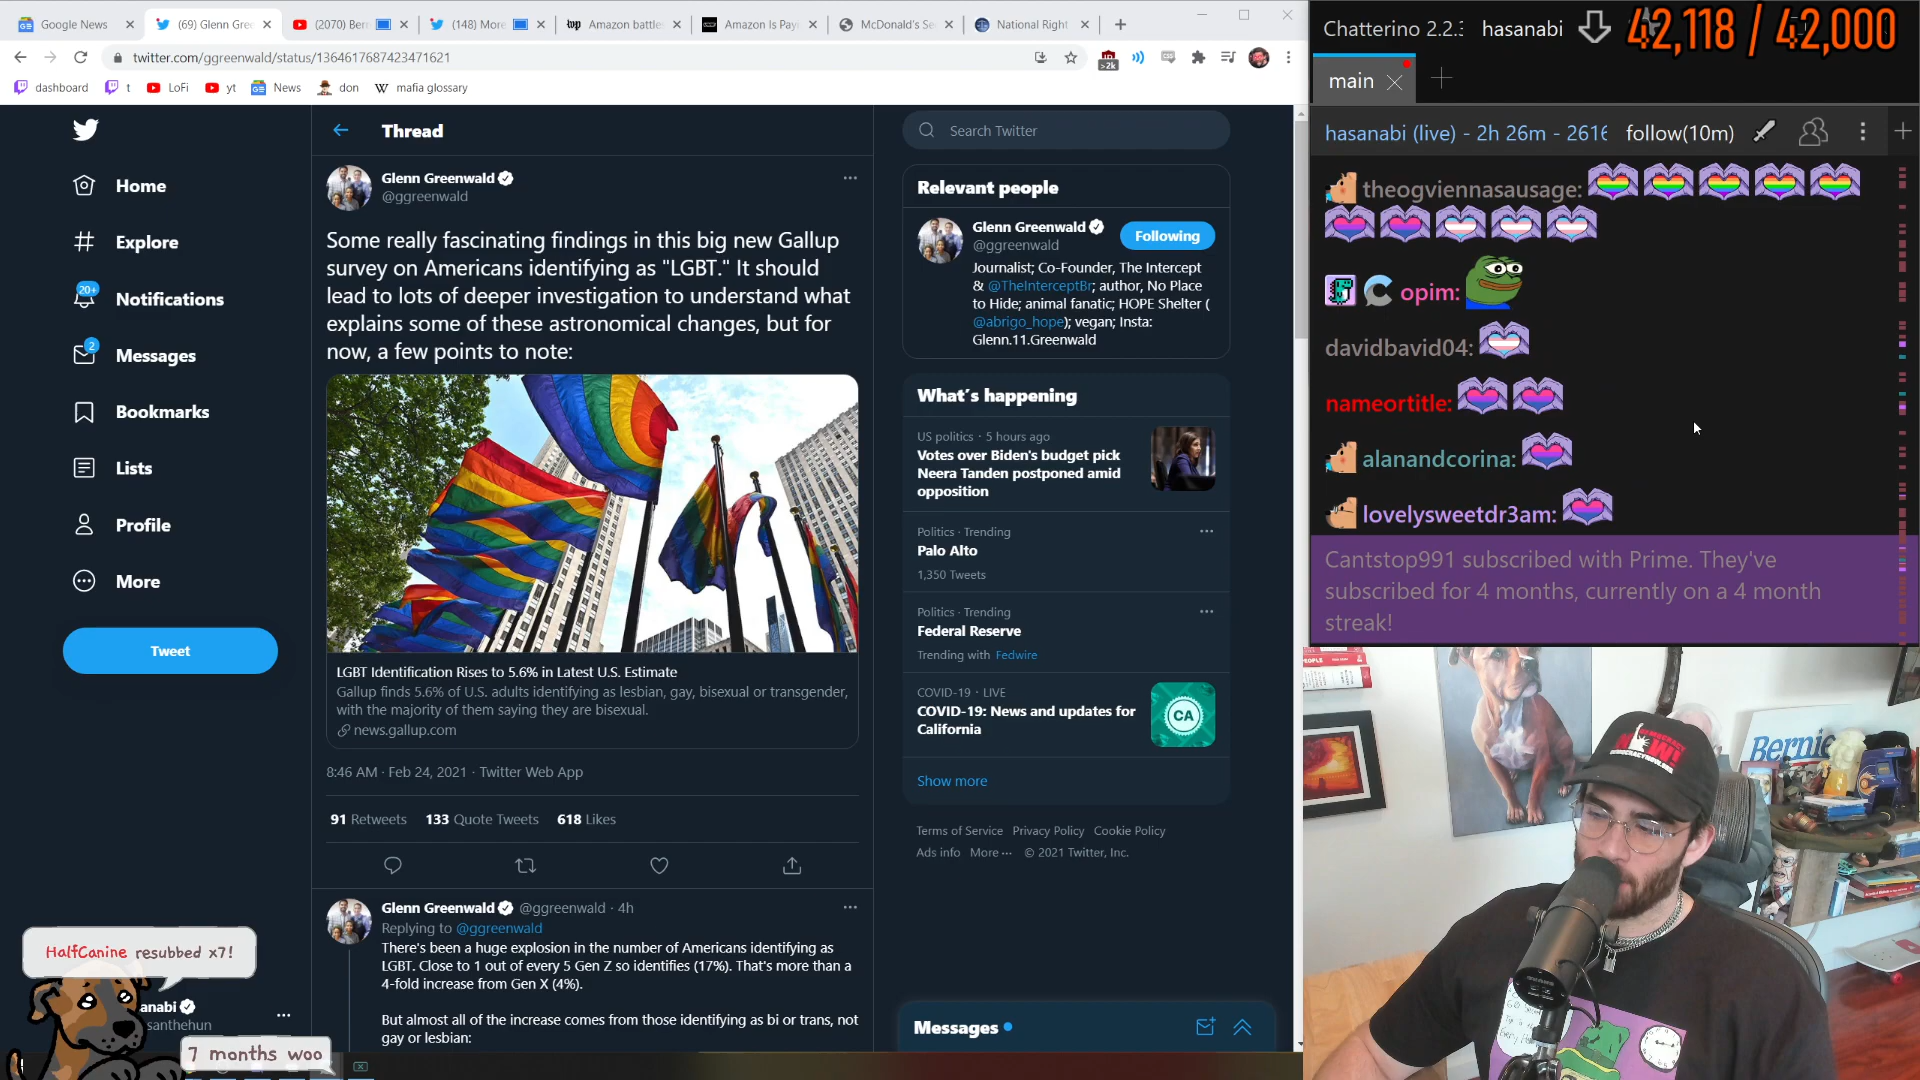 Google News
(69) Glenn Gree
(2070) Ber
(148) More
Amazon battle
Amazon Is Pay
McDonald's Se
National Right
twitter.com/ggreenwald/status/1364617687423471621
>2k
dashboard
t
LoFi
yt
News
don
mafia glossary
Home
Explore
20+
Notifications
2
Messages
Bookmarks
Lists
Profile
More
Tweet
Thread
Glenn Greenwald
@ggreenwald
Some really fascinating findings in this big new Gallup
survey on Americans identifying as "LGBT." It should
lead to lots of deeper investigation to understand what
explains some of these astronomical changes, but for
now, a few points to note:
LGBT Identification Rises to 5.6% in Latest U.S. Estimate
Gallup finds 5.6% of U.S. adults identifying as lesbian, gay, bisexual or transgender,
with the majority of them saying they are bisexual.
news.gallup.com
8:46 AM · Feb 24, 2021 · Twitter Web App
91 Retweets 133 Quote Tweets 618 Likes
Glenn Greenwald @ggreenwald · 4h
Replying to @ggreenwald
There's been a huge explosion in the number of Americans identifying as
LGBT. Close to 1 out of every 5 Gen Z so identifies (17%). That's more than a
4-fold increase from Gen X (4%).
But almost all of the increase comes from those identifying as bi or trans, not
gay or lesbian:
Search Twitter
Relevant people
Glenn Greenwald
@ggreenwald
Following
Journalist; Co-Founder, The Intercept
& @TheInterceptBr; author, No Place
to Hide; animal fanatic; HOPE Shelter (
@abrigo_hope); vegan; Insta:
Glenn.11.Greenwald
What's happening
US politics · 5 hours ago
Votes over Biden's budget pick
Neera Tanden postponed amid
opposition
Politics · Trending
Palo Alto
1,350 Tweets
Politics · Trending
Federal Reserve
Trending with Fedwire
COVID-19 · LIVE
COVID-19: News and updates for
California
CA
Show more
Terms of Service Privacy Policy Cookie Policy
Ads info More ··· © 2021 Twitter, Inc.
Messages
HalfCanine resubbed x7!
anabi
santhehun
7 months woo
Chatterino 2.2.3
hasanabi
42,118 / 42,000
main
hasanabi (live) - 2h 26m - 2616
follow(10m)
theogviennasausage:
opim:
davidbavid04:
nameortitle:
alanandcorina:
lovelysweetdr3am:
Cantstop991 subscribed with Prime. They've
subscribed for 4 months, currently on a 4 month
streak!
PEOPLE
Bernie
DEMOCRACY
NOW!